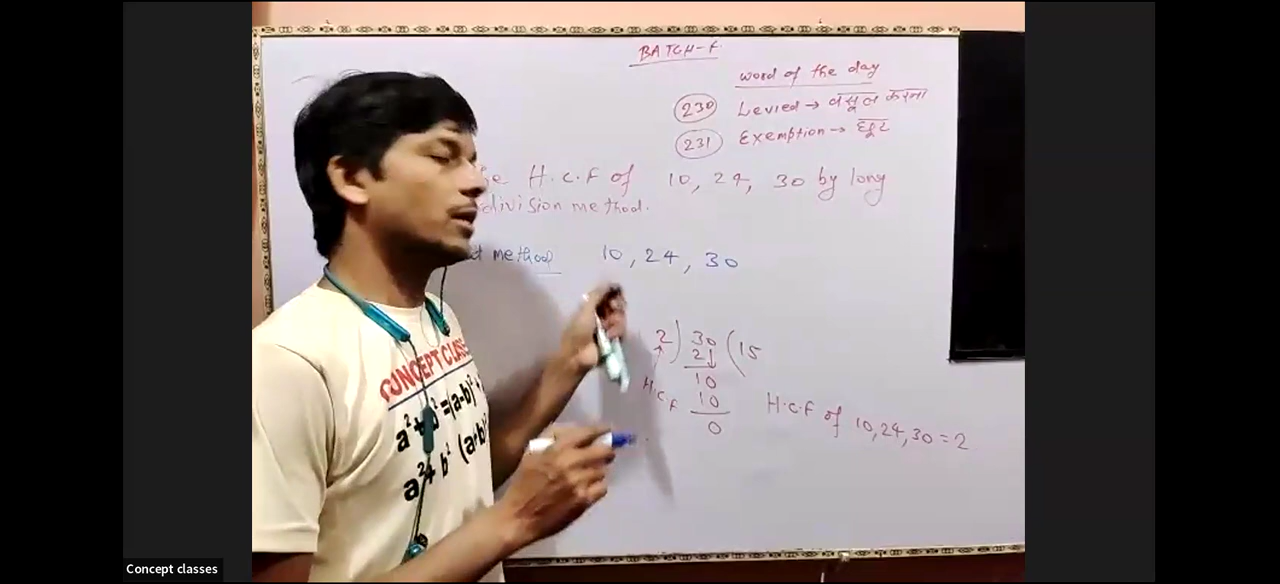 BATCH-F
word of the day
230 Levied → वसूल करना
231 Exemption → छूट
H.C.F of 10, 24, 30 by long
division method.
method 10, 24, 30
2) 30 (15
2↓
10
10
0
H.C.F
H.C.F of 10,24,30 = 2
CONCEPT CLASS
Concept classes